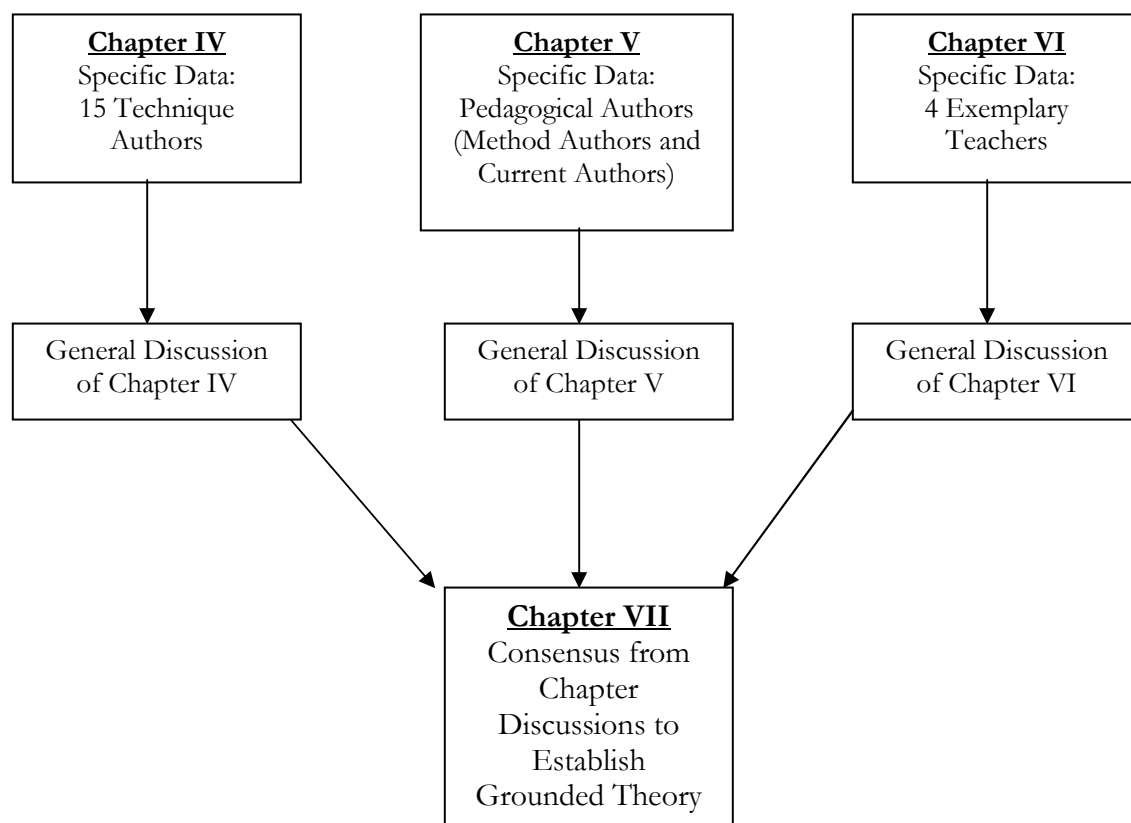 Chapter IV
Specific Data:
15 Technique
Authors
Chapter V
Specific Data:
Pedagogical Authors
(Method Authors and
Current Authors)
Chapter VI
Specific Data:
4 Exemplary
Teachers
General Discussion
of Chapter IV
General Discussion
of Chapter V
General Discussion
of Chapter VI
Chapter VII
Consensus from
Chapter
Discussions to
Establish
Grounded Theory